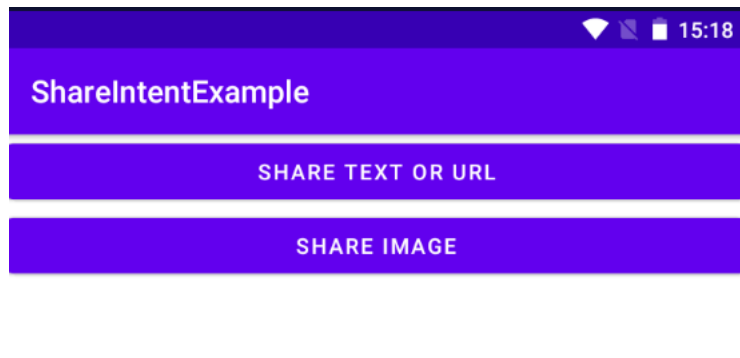 15:18
ShareIntentExample
SHARE TEXT OR URL
SHARE IMAGE